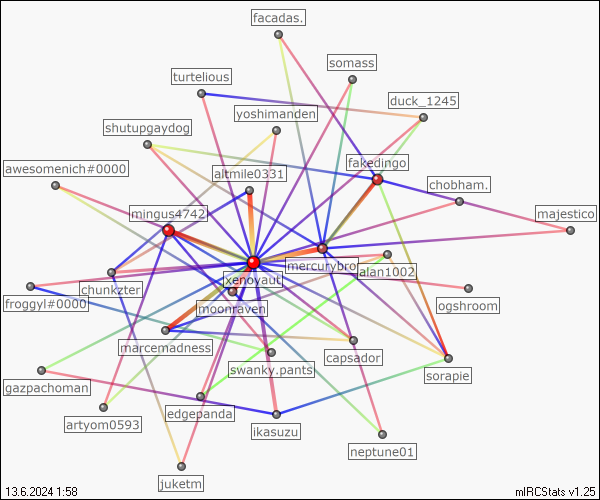 facadas.
somass
turtelious
duck_1245
yoshimanden
shutupgaydog
fakedingo
awesomenich#0000
altmile0331
chobham.
mingus4742
majestico
mercurybro
alan1002
xenoyaut
chunkzter
froggyl#0000
moonraven
ogshroom
marcemadness
capsador
swanky.pants
sorapie
gazpachoman
edgepanda
artyom0593
ikasuzu
neptune01
juketm
13.6.2024 1:58
mIRCStats v1.25